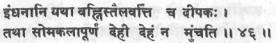 इंधनानि यथा वह्निस्तैलवर्त्ति च दीपकः ।
तथा सोमकलापूर्णं देही देहं न मुंचति ॥ ४६ ॥